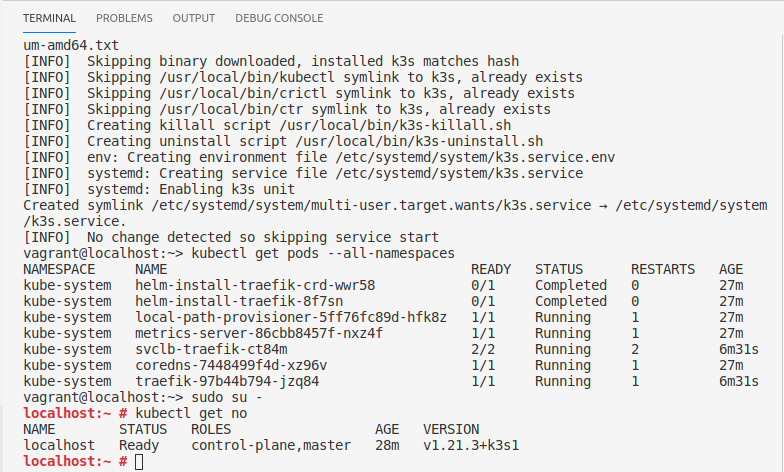 TERMINAL PROBLEMS OUTPUT DEBUG CONSOLE
um-amd64.txt
[INFO]  Skipping binary downloaded, installed k3s matches hash
[INFO]  Skipping /usr/local/bin/kubectl symlink to k3s, already exists
[INFO]  Skipping /usr/local/bin/crictl symlink to k3s, already exists
[INFO]  Skipping /usr/local/bin/ctr symlink to k3s, already exists
[INFO]  Creating killall script /usr/local/bin/k3s-killall.sh
[INFO]  Creating uninstall script /usr/local/bin/k3s-uninstall.sh
[INFO]  env: Creating environment file /etc/systemd/system/k3s.service.env
[INFO]  systemd: Creating service file /etc/systemd/system/k3s.service
[INFO]  systemd: Enabling k3s unit
Created symlink /etc/systemd/system/multi-user.target.wants/k3s.service → /etc/systemd/system
/k3s.service.
[INFO]  No change detected so skipping service start
vagrant@localhost:~> kubectl get pods --all-namespaces
NAMESPACE     NAME                                      READY   STATUS      RESTARTS   AGE
kube-system   helm-install-traefik-crd-wwr58            0/1     Completed   0          27m
kube-system   helm-install-traefik-8f7sn                0/1     Completed   0          27m
kube-system   local-path-provisioner-5ff76fc89d-hfk8z   1/1     Running     1          27m
kube-system   metrics-server-86cbb8457f-nxz4f           1/1     Running     1          27m
kube-system   svclb-traefik-ct84m                       2/2     Running     2          6m31s
kube-system   coredns-7448499f4d-xz96v                  1/1     Running     1          27m
kube-system   traefik-97b44b794-jzq84                   1/1     Running     1          6m31s
vagrant@localhost:~> sudo su -
localhost:~ # kubectl get no
NAME        STATUS   ROLES                  AGE   VERSION
localhost   Ready    control-plane,master   28m   v1.21.3+k3s1
localhost:~ #